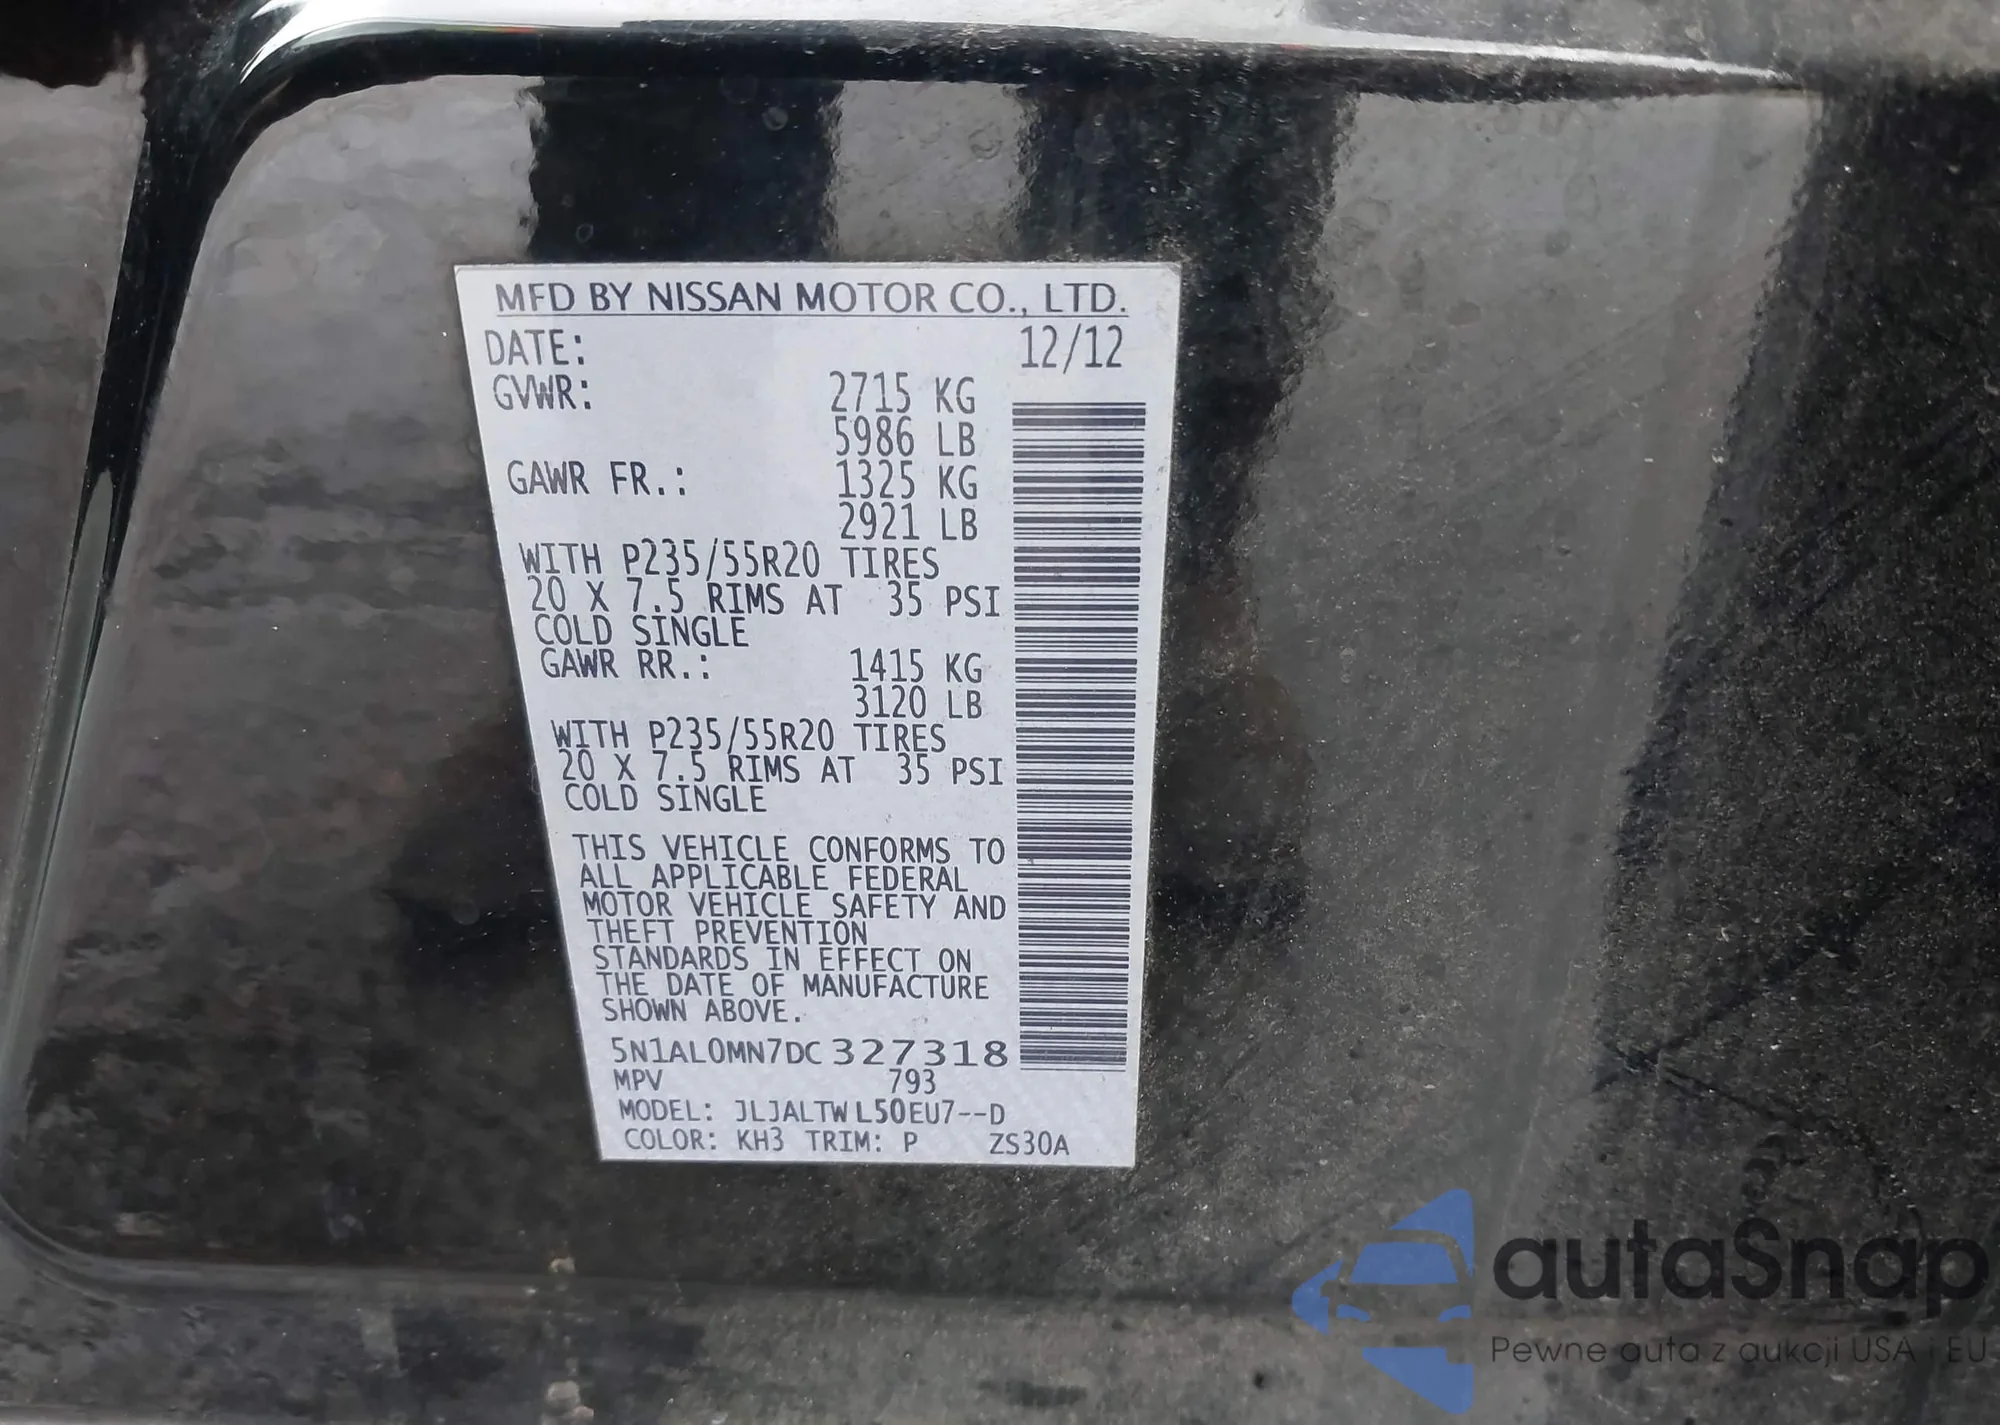 MFD BY NISSAN MOTOR CO., LTD.
DATE: 12/12
GVWR: 2715 KG
5986 LB
GAWR FR.: 1325 KG
2921 LB
WITH P235/55R20 TIRES
20 X 7.5 RIMS AT 35 PSI
COLD SINGLE
GAWR RR.: 1415 KG
3120 LB
WITH P235/55R20 TIRES
20 X 7.5 RIMS AT 35 PSI
COLD SINGLE
THIS VEHICLE CONFORMS TO
ALL APPLICABLE FEDERAL
MOTOR VEHICLE SAFETY AND
THEFT PREVENTION
STANDARDS IN EFFECT ON
THE DATE OF MANUFACTURE
SHOWN ABOVE.
5N1AL0MN7DC327318
MPV 793
MODEL: JLJALTWL50EU7--D
COLOR: KH3 TRIM: P ZS30A
autaSnap
Pewne auta z aukcji USA i EU